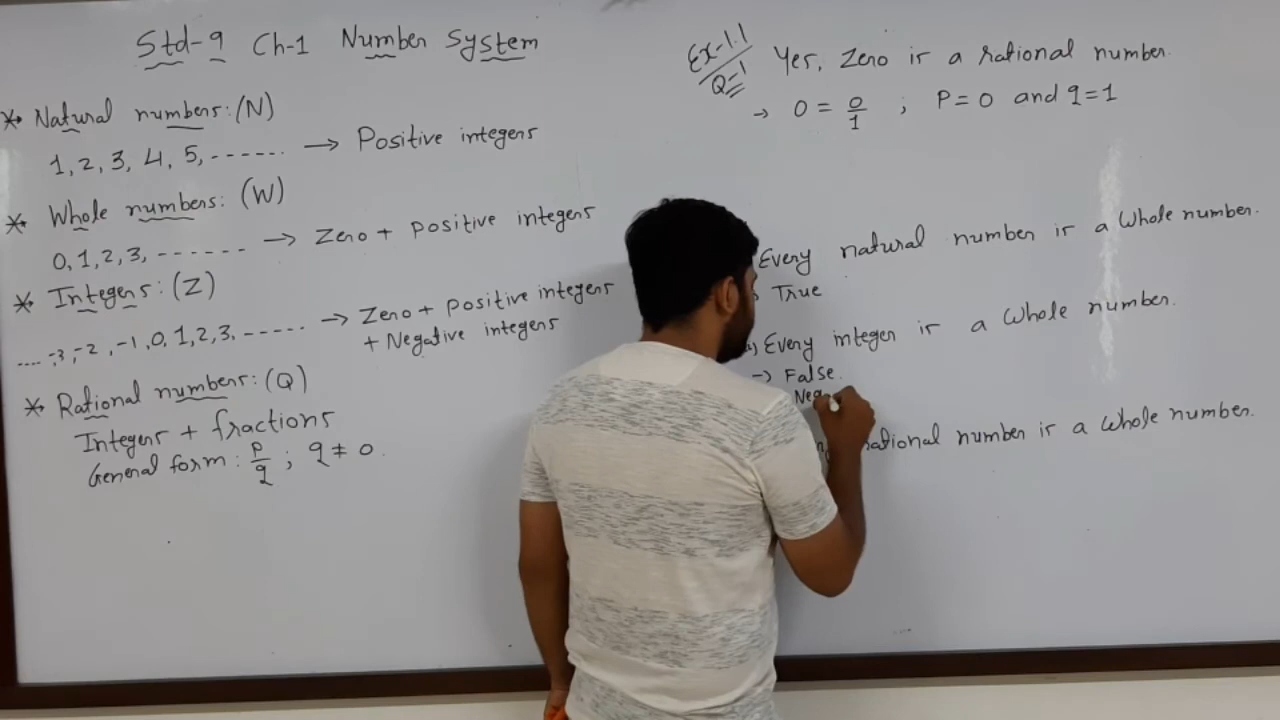 Std-9 Ch-1 Number System
* Natural numbers: (N)
1, 2, 3, 4, 5, ------ → Positive integers
* Whole numbers: (W)
0, 1, 2, 3, ------ → Zero + positive integers
* Integers: (Z)
.... -3, -2, -1, 0, 1, 2, 3, ----- → Zero + positive integers
+ Negative integers
* Rational numbers: (Q)
Integers + fractions
General form: p/q ; q ≠ 0.
Ex-1.1
Q-1
Yes, Zero is a rational number.
→ 0 = 0/1 ; P = 0 and q = 1
Every natural number is a whole number.
True
Every integer is a whole number.
→ False.
Neg
rational number is a whole number.